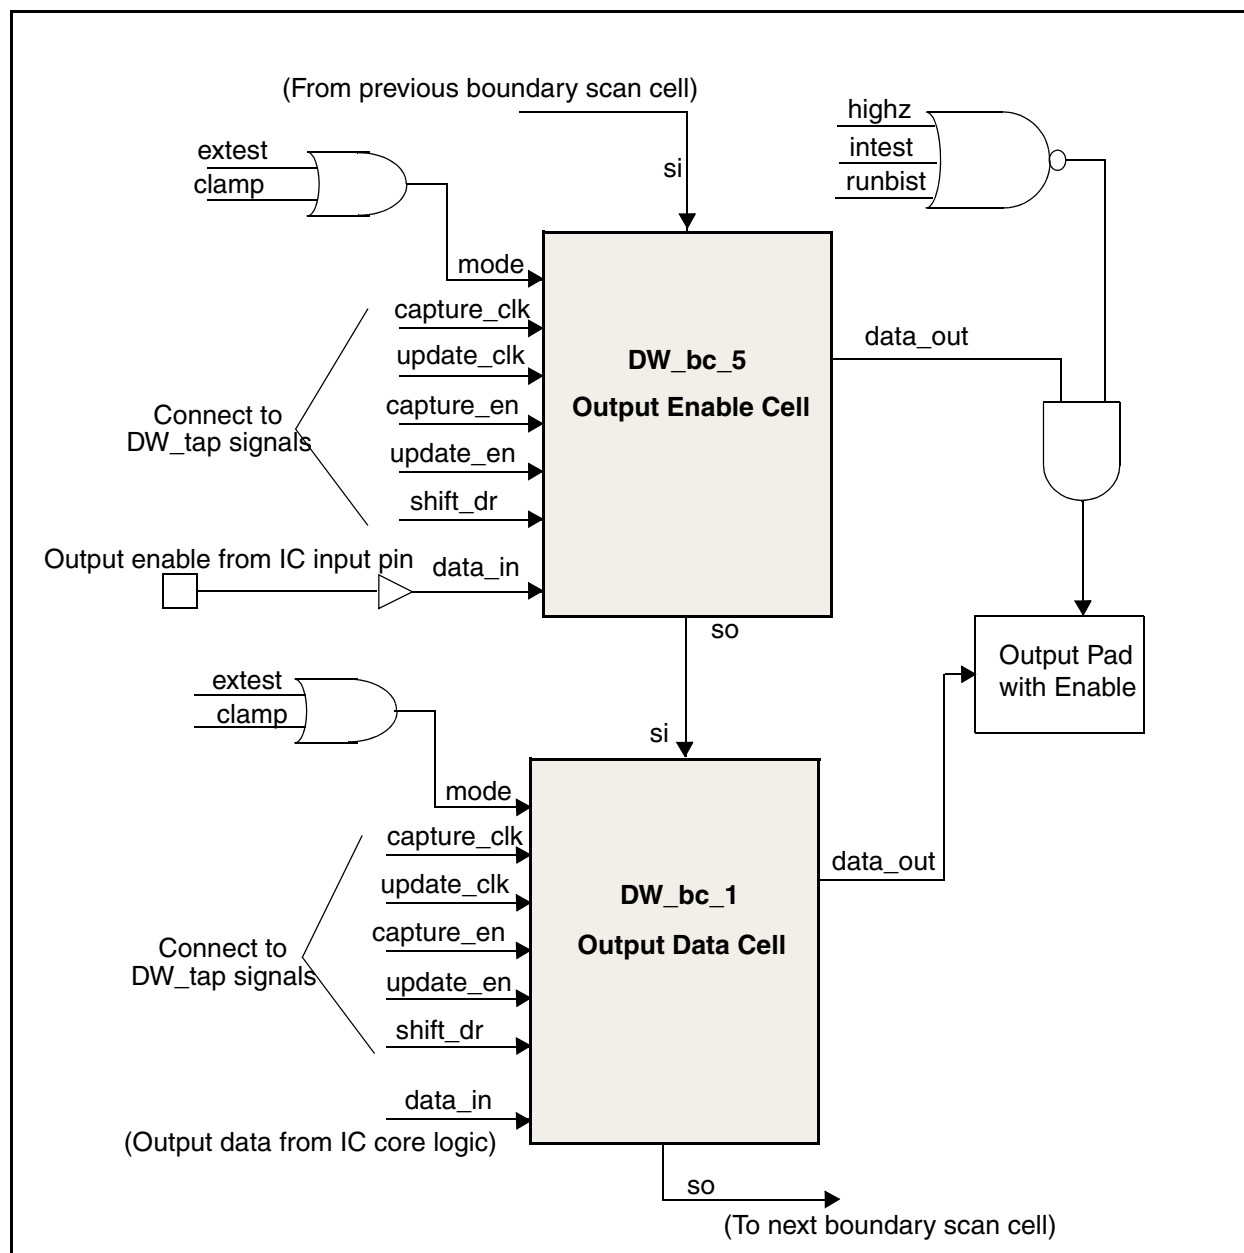 (From previous boundary scan cell)
highz
intest
runbist
extest
clamp
si
mode
capture_clk
update_clk
capture_en
update_en
shift_dr
Connect to
DW_tap signals
DW_bc_5
Output Enable Cell
data_out
Output enable from IC input pin
data_in
so
Output Pad
with Enable
extest
clamp
si
mode
capture_clk
update_clk
capture_en
update_en
shift_dr
Connect to
DW_tap signals
DW_bc_1
Output Data Cell
data_out
data_in
(Output data from IC core logic)
so
(To next boundary scan cell)